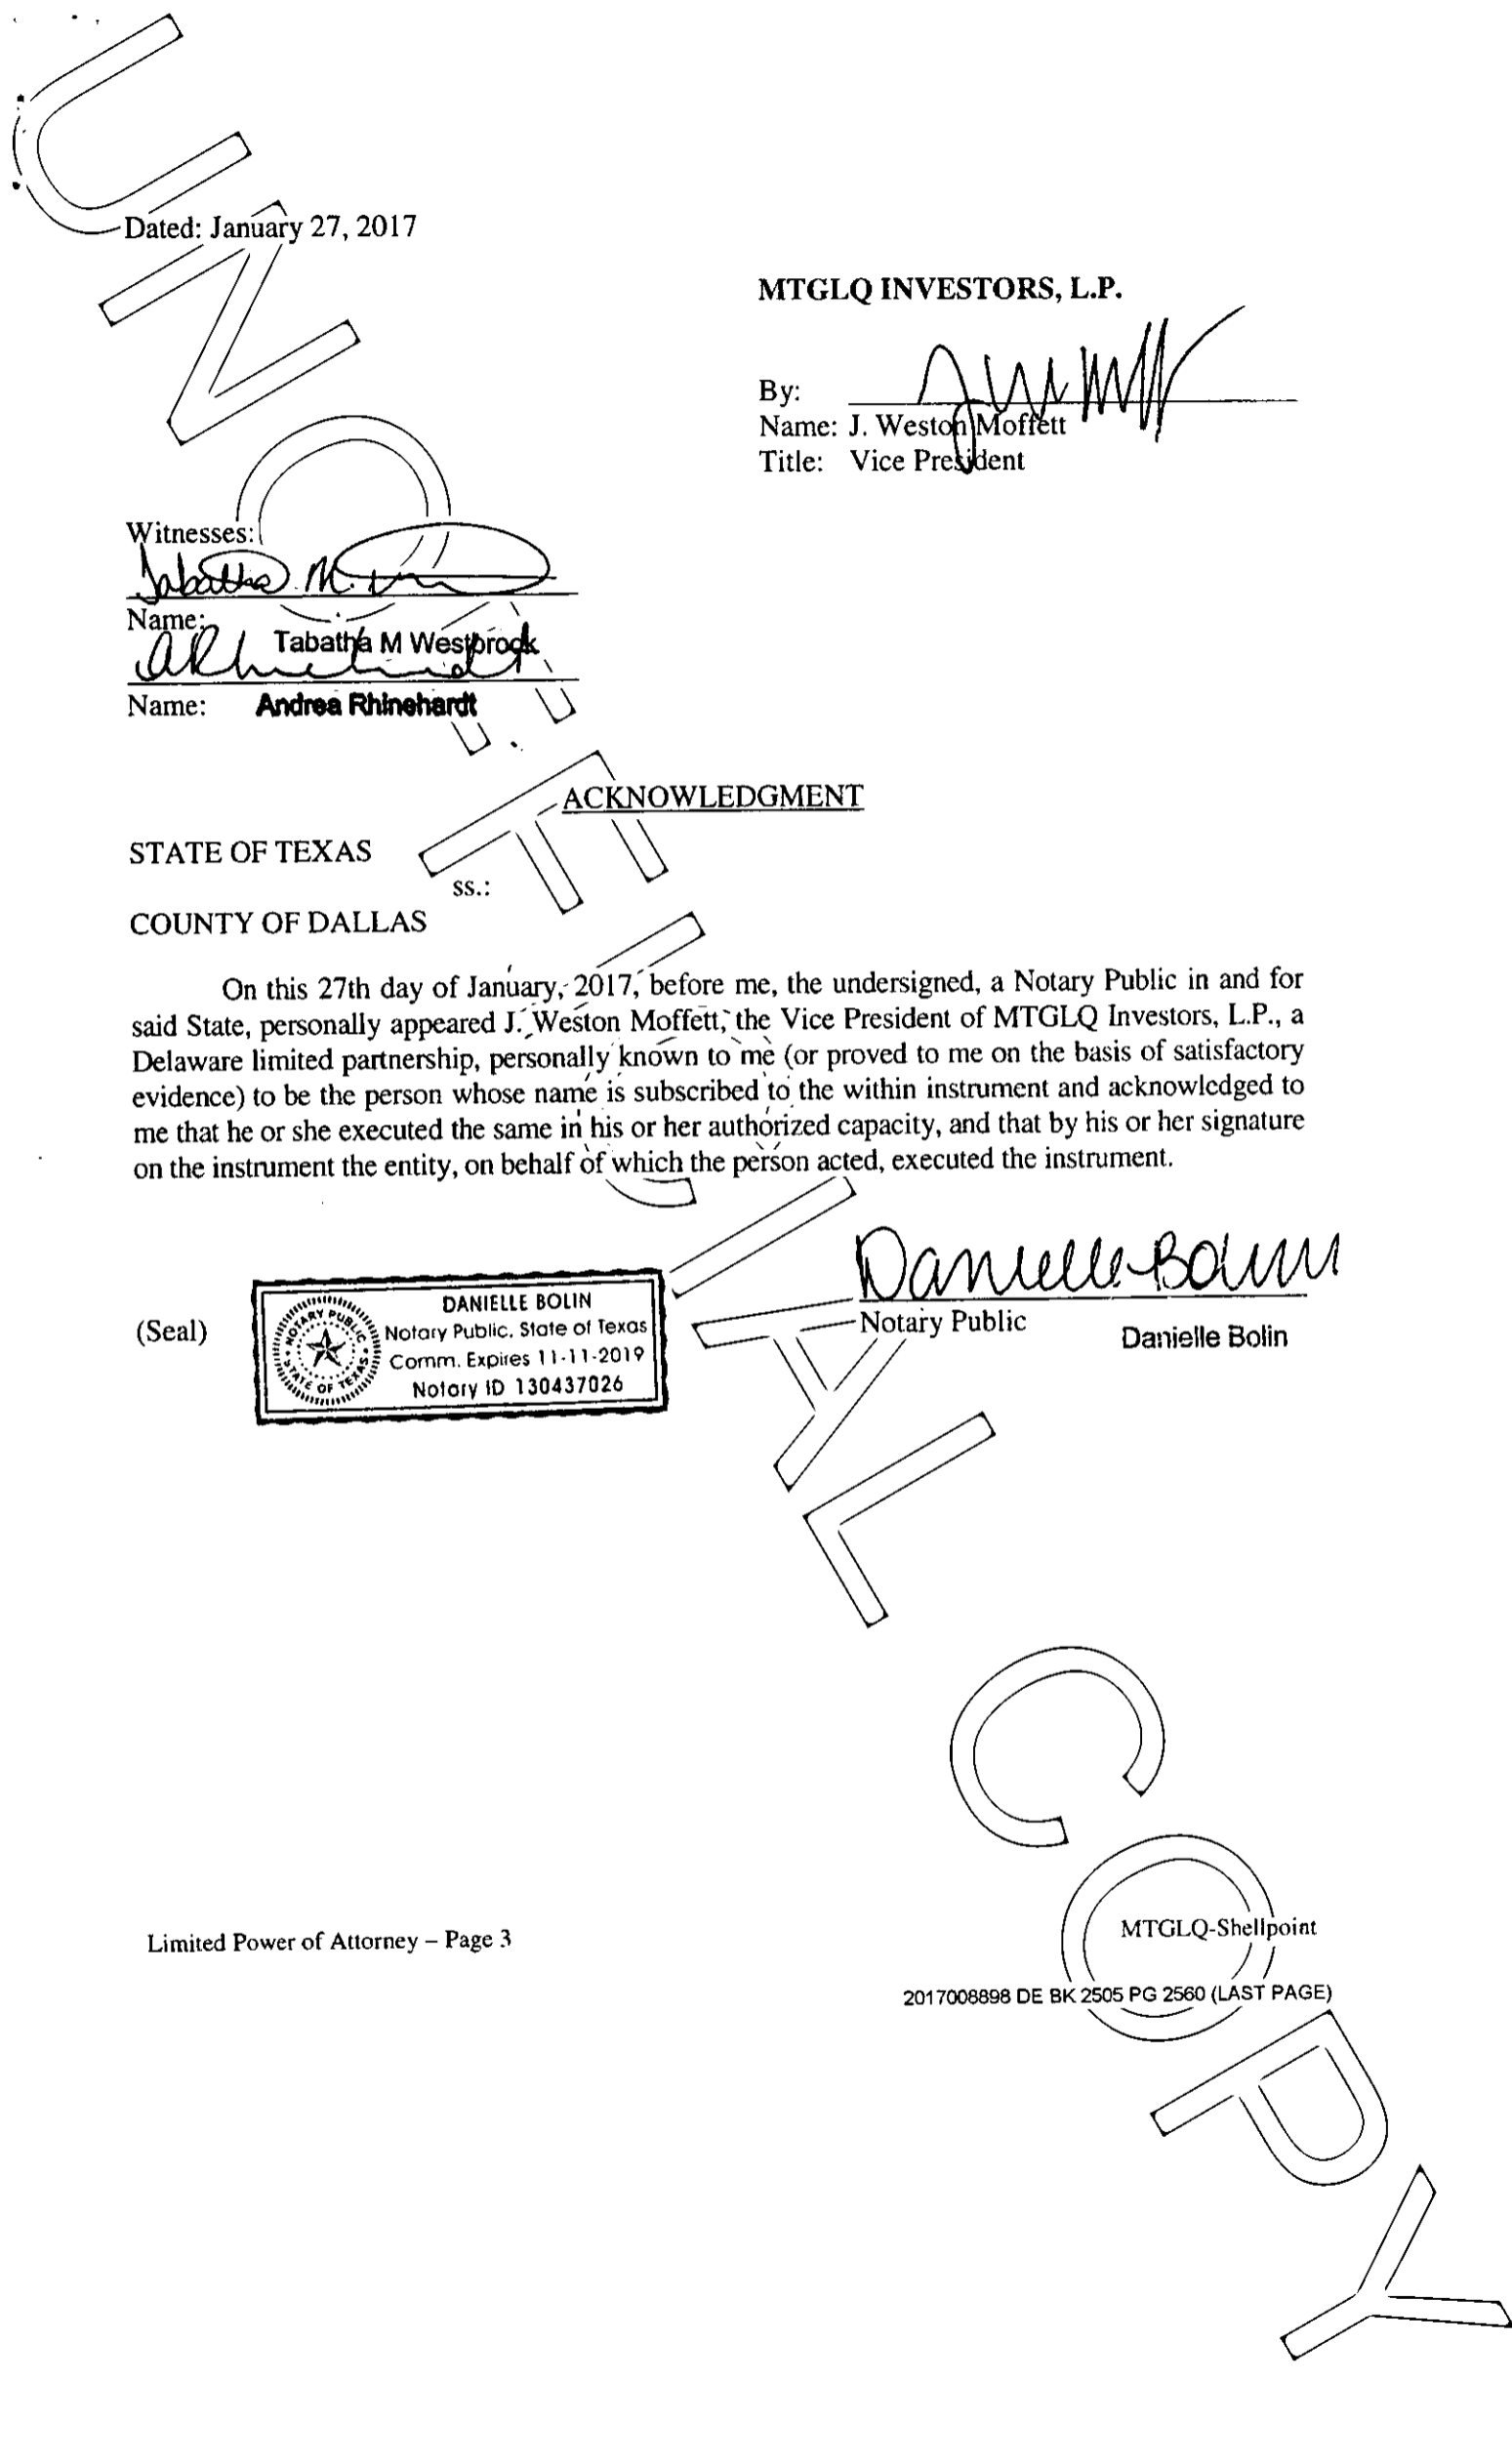 Dated: January 27, 2017
MTGLQ INVESTORS, L.P.
By:
Name: J. Weston Moffett
Title: Vice President
Witnesses:
Tabatha M.
Name:
Tabatha M Westbrook
Name: Andrea Rhinehardt
ACKNOWLEDGMENT
STATE OF TEXAS
ss.:
COUNTY OF DALLAS
On this 27th day of January, 2017, before me, the undersigned, a Notary Public in and for
said State, personally appeared J. Weston Moffett, the Vice President of MTGLQ Investors, L.P., a
Delaware limited partnership, personally known to me (or proved to me on the basis of satisfactory
evidence) to be the person whose name is subscribed to the within instrument and acknowledged to
me that he or she executed the same in his or her authorized capacity, and that by his or her signature
on the instrument the entity, on behalf of which the person acted, executed the instrument.
Danielle Bolin
(Seal)
NOTARY PUBLIC
STATE OF TEXAS
DANIELLE BOLIN
Notary Public, State of Texas
Comm. Expires 11-11-2019
Notary ID 130437026
Notary Public
Danielle Bolin
Limited Power of Attorney – Page 3
MTGLQ-Shellpoint
2017008898 DE BK 2505 PG 2560 (LAST PAGE)
UNOFFICIAL COPY